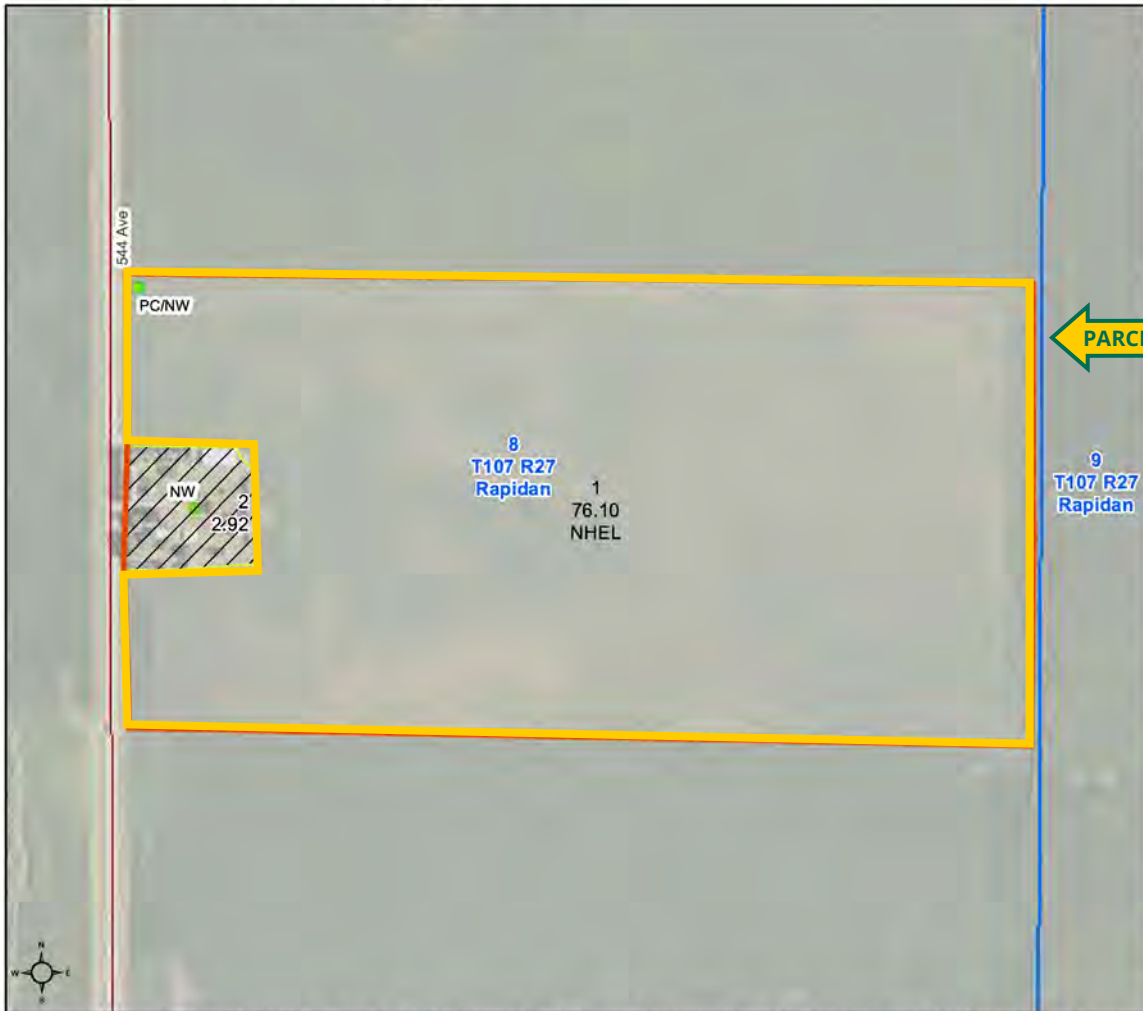 544 Ave
PC/NW
PARC
8
T107 R27
Rapidan
9
T107 R27
Rapidan
1
76.10
NHEL
NW
2
2.92
N
W
E
S